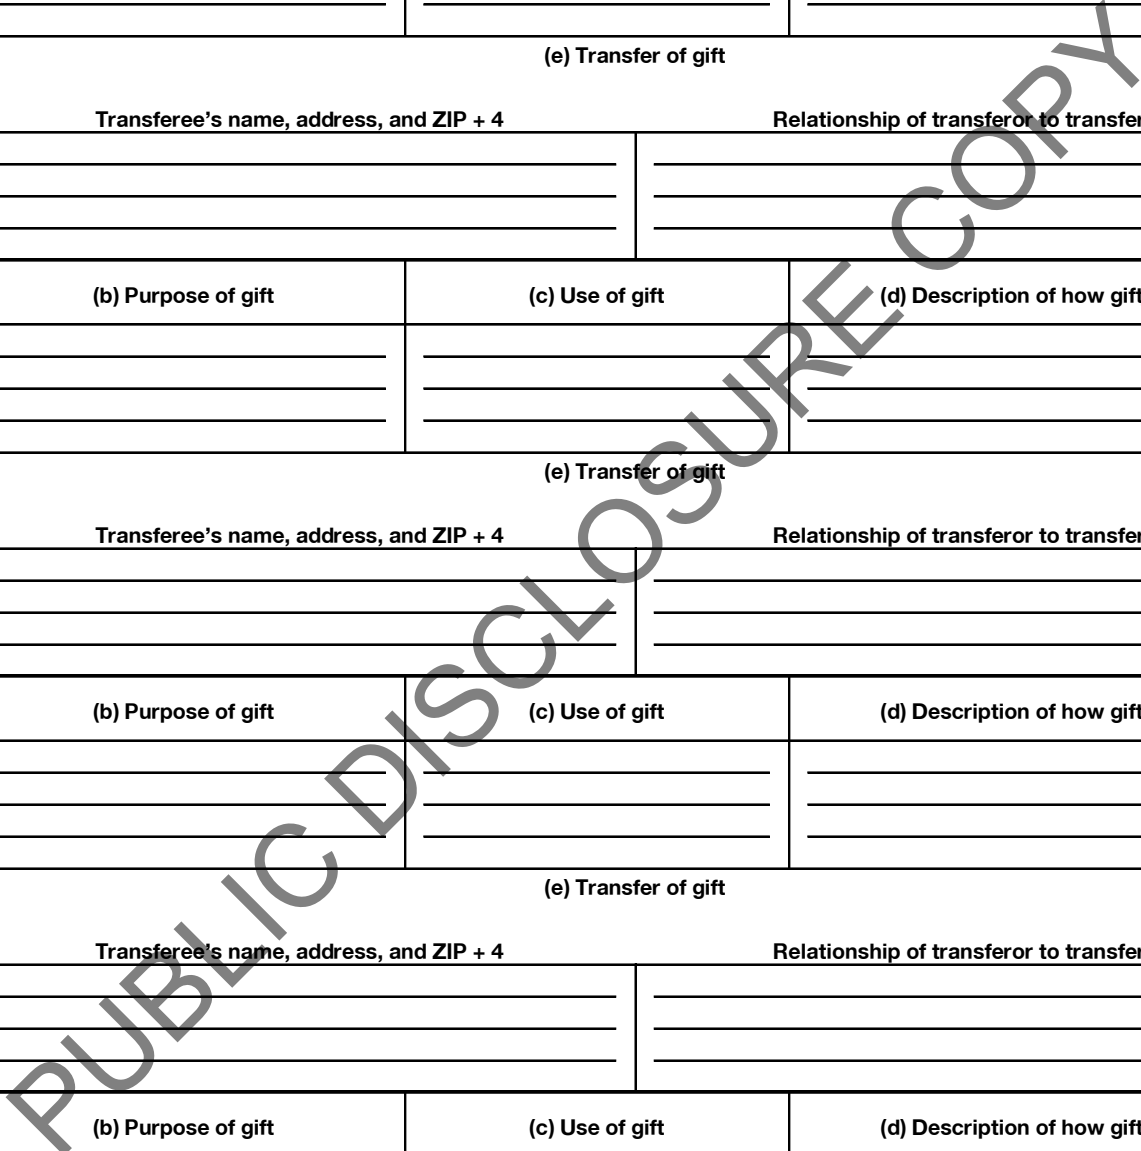 (e) Transfer of gift
Transferee's name, address, and ZIP + 4 Relationship of transferor to transfer
(b) Purpose of gift (c) Use of gift (d) Description of how gift
(e) Transfer of gift
Transferee's name, address, and ZIP + 4 Relationship of transferor to transfer
(b) Purpose of gift (c) Use of gift (d) Description of how gift
(e) Transfer of gift
Transferee's name, address, and ZIP + 4 Relationship of transferor to transfer
(b) Purpose of gift (c) Use of gift (d) Description of how gift
PUBLIC DISCLOSURE COPY